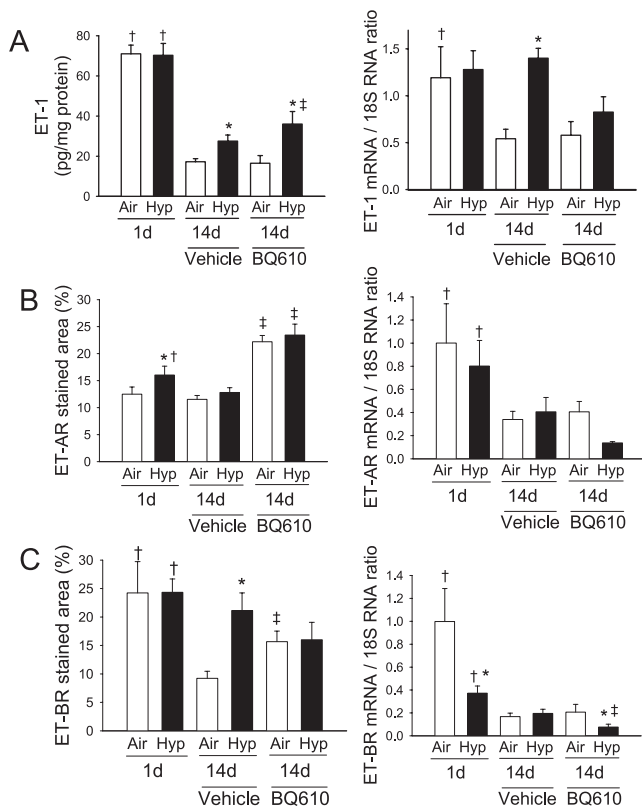 A
ET-1
(pg/mg protein)
80
60
40
20
0
† † * * ‡
Air Hyp Air Hyp Air Hyp
1d 14d 14d
Vehicle BQ610
ET-1 mRNA / 18S RNA ratio
1.5
1.0
0.5
0.0
† *
Air Hyp Air Hyp Air Hyp
1d 14d 14d
Vehicle BQ610
B
ET-AR stained area (%)
30
25
20
15
10
5
0
* † ‡ ‡
Air Hyp Air Hyp Air Hyp
1d 14d 14d
Vehicle BQ610
ET-AR mRNA / 18S RNA ratio
1.4
1.2
1.0
0.8
0.6
0.4
0.2
0.0
† †
Air Hyp Air Hyp Air Hyp
1d 14d 14d
Vehicle BQ610
C
ET-BR stained area (%)
30
25
20
15
10
5
0
† † * ‡
Air Hyp Air Hyp Air Hyp
1d 14d 14d
Vehicle BQ610
ET-BR mRNA / 18S RNA ratio
1.4
1.2
1.0
0.8
0.6
0.4
0.2
0.0
†
† *
* ‡
Air Hyp Air Hyp Air Hyp
1d 14d 14d
Vehicle BQ610